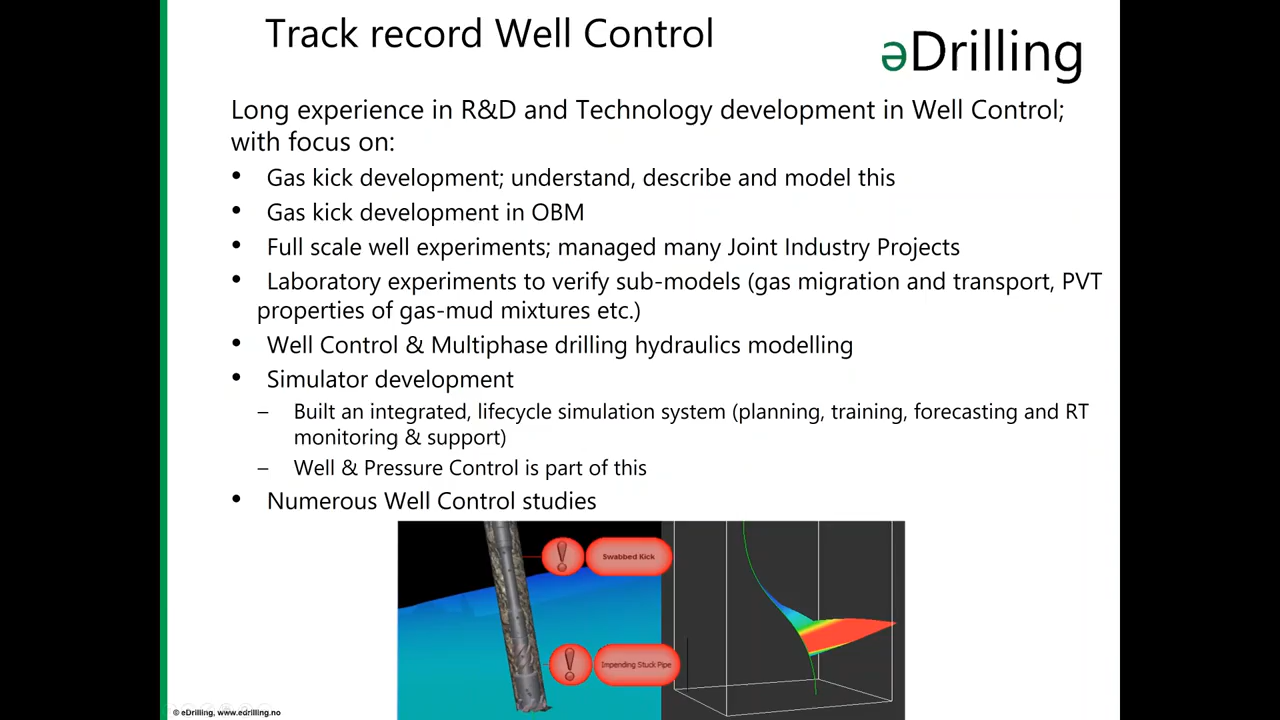 Track record Well Control
əDrilling
Long experience in R&D and Technology development in Well Control;
with focus on:
• Gas kick development; understand, describe and model this
• Gas kick development in OBM
• Full scale well experiments; managed many Joint Industry Projects
• Laboratory experiments to verify sub-models (gas migration and transport, PVT
properties of gas-mud mixtures etc.)
• Well Control & Multiphase drilling hydraulics modelling
• Simulator development
– Built an integrated, lifecycle simulation system (planning, training, forecasting and RT
monitoring & support)
– Well & Pressure Control is part of this
• Numerous Well Control studies
! Swabbed Kick
! Impending Stuck Pipe
© eDrilling, www.edrilling.no